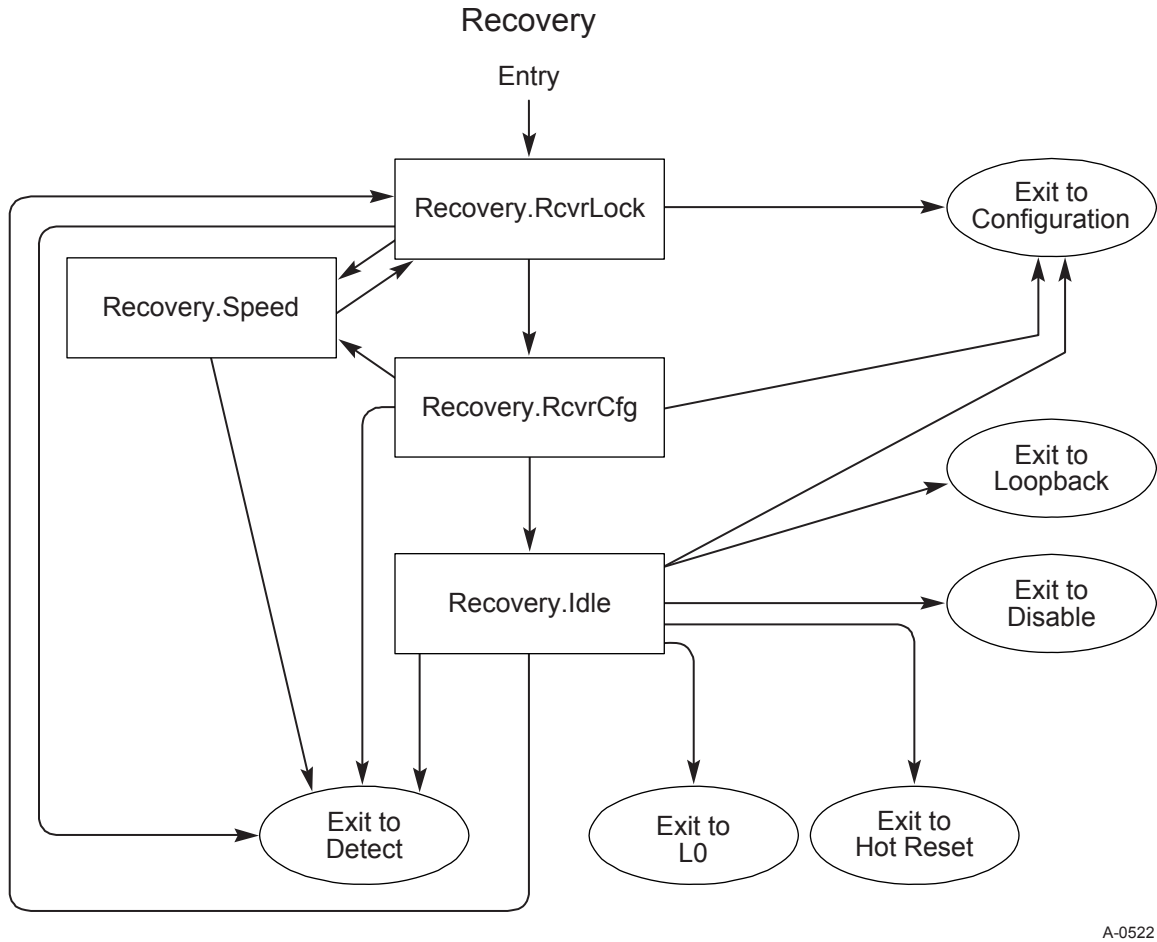 Recovery
Entry
Recovery.RcvrLock
Exit to
Configuration
Recovery.Speed
Recovery.RcvrCfg
Exit to
Loopback
Recovery.Idle
Exit to
Disable
Exit to
Detect
Exit to
L0
Exit to
Hot Reset
A-0522